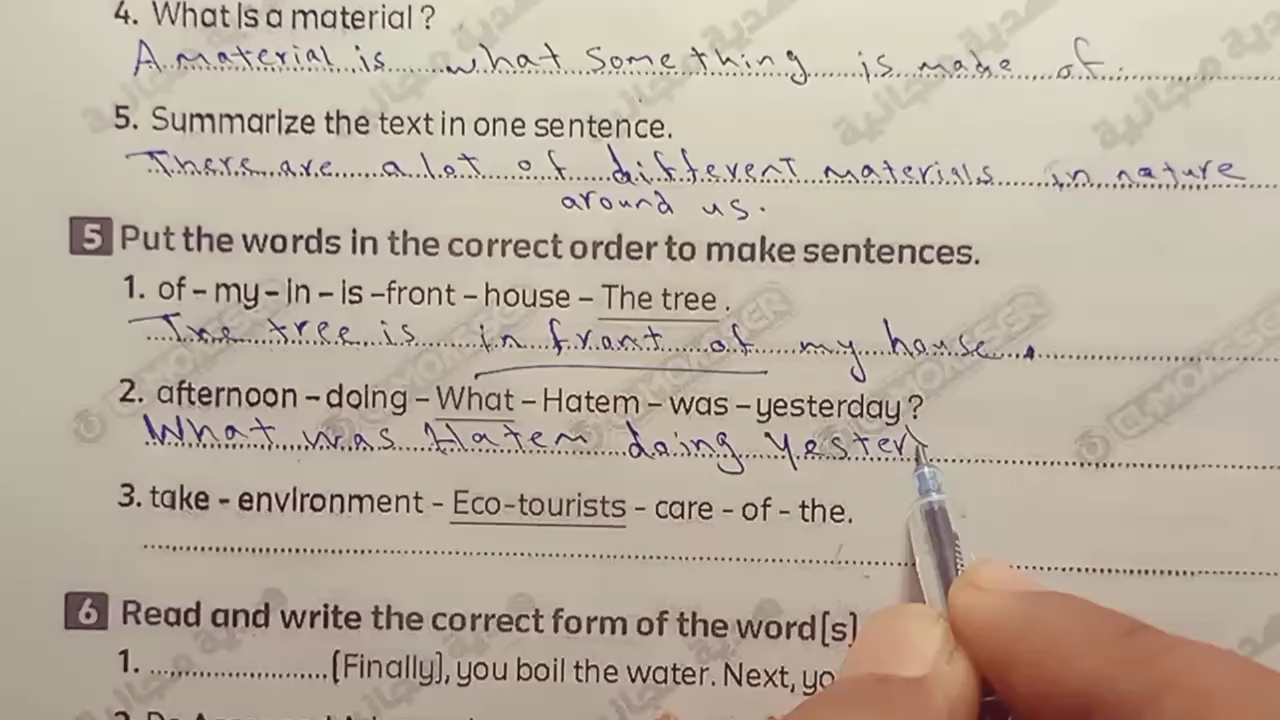 4. What is a material ?
A material is what something is made of.
5. Summarize the text in one sentence.
There are a lot of different materials in nature
around us.
5 Put the words in the correct order to make sentences.
1. of – my – in – is – front – house – The tree .
The tree is in front of my house .
2. afternoon – doing – What – Hatem – was – yesterday ?
What was Hatem doing yester
3. take - environment - Eco-tourists - care - of - the.
6 Read and write the correct form of the word(s)
1. .................... (Finally), you boil the water. Next, yo